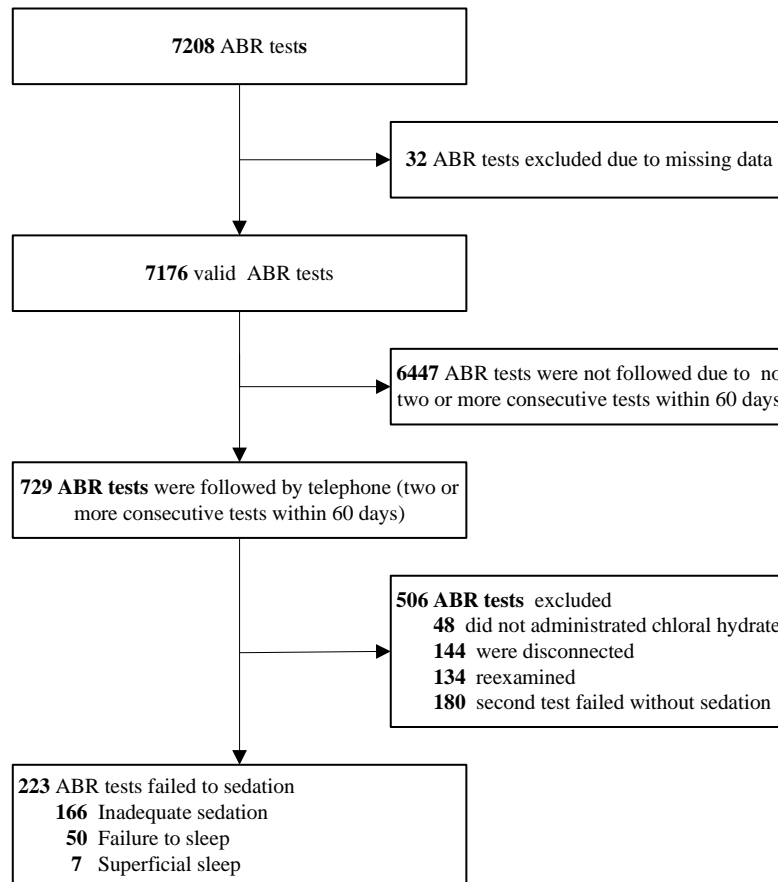 7208 ABR tests
32 ABR tests excluded due to missing data
7176 valid ABR tests
6447 ABR tests were not followed due to no
two or more consecutive tests within 60 days
729 ABR tests were followed by telephone (two or
more consecutive tests within 60 days)
506 ABR tests excluded
48 did not administrated chloral hydrate
144 were disconnected
134 reexamined
180 second test failed without sedation
223 ABR tests failed to sedation
166 Inadequate sedation
50 Failure to sleep
7 Superficial sleep